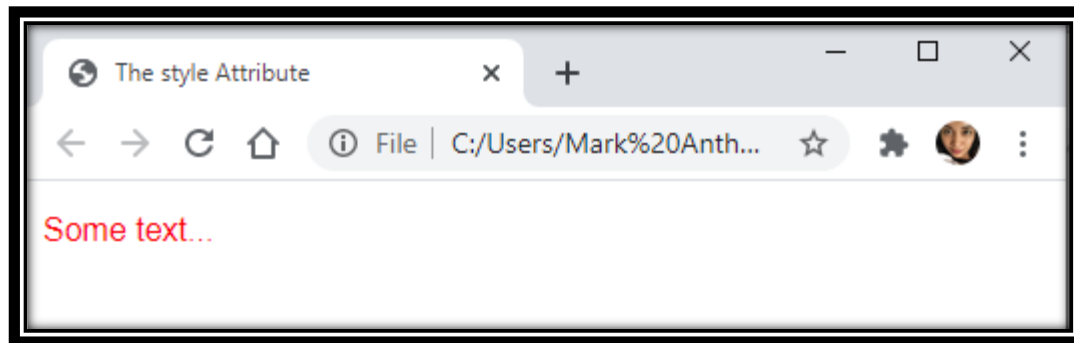 The style Attribute
File | C:/Users/Mark%20Anth...
Some text...